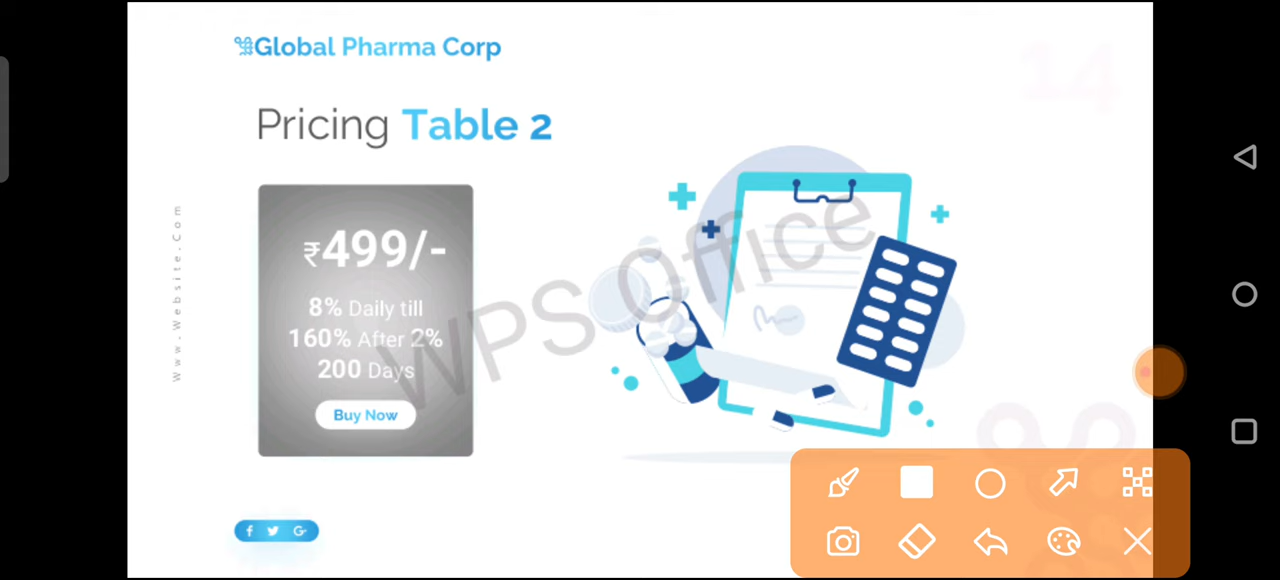 Global Pharma Corp
14
Pricing Table 2
Www.Website.Com
₹499/-
8% Daily till
160% After 2%
200 Days
Buy Now
WPS Office
f G